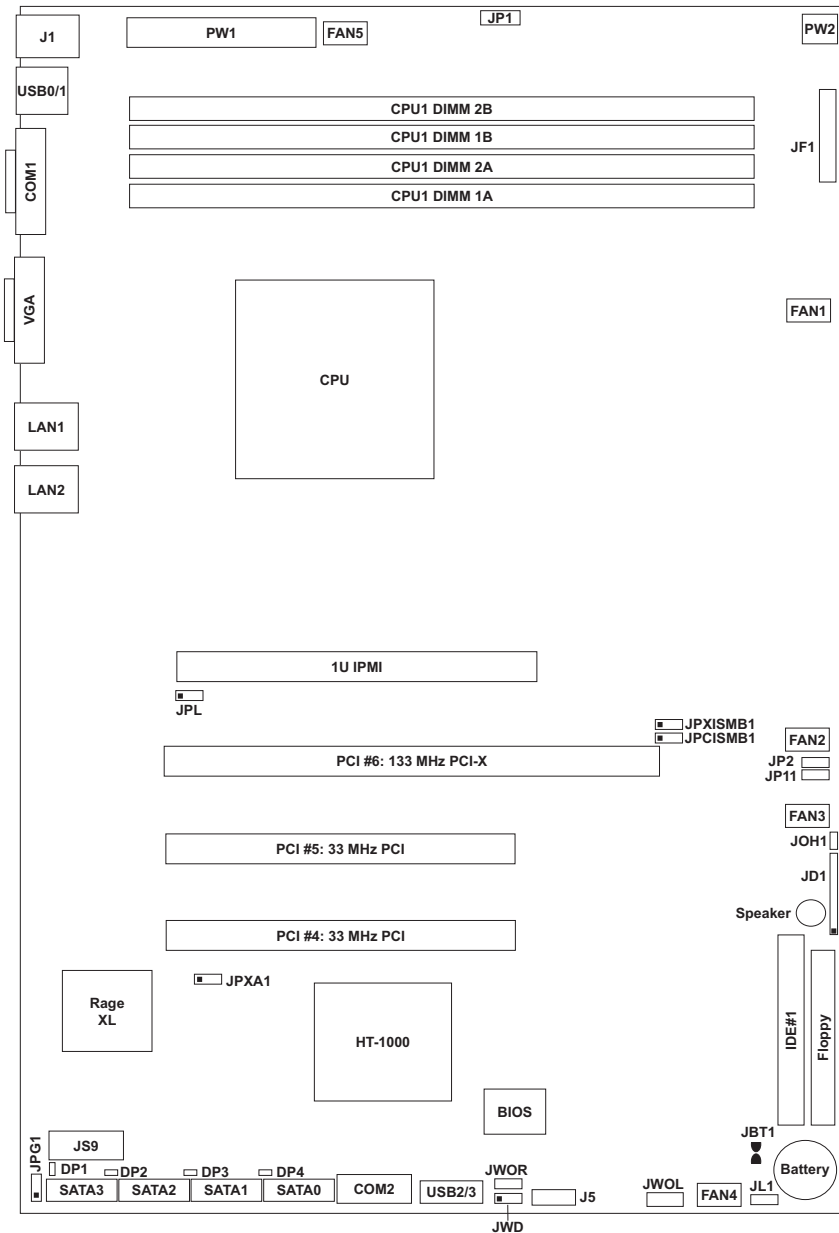 JP1
J1
PW1
FAN5
PW2
USB0/1
CPU1 DIMM 2B
CPU1 DIMM 1B
CPU1 DIMM 2A
CPU1 DIMM 1A
JF1
COM1
VGA
FAN1
CPU
LAN1
LAN2
1U IPMI
JPL
JPXISMB1
JPCISMB1
FAN2
PCI #6: 133 MHz PCI-X
JP2
JP11
FAN3
JOH1
PCI #5: 33 MHz PCI
JD1
Speaker
PCI #4: 33 MHz PCI
JPXA1
Rage
XL
HT-1000
IDE#1
Floppy
BIOS
JBT1
JPG1
JS9
DP1
DP2
DP3
DP4
JWOR
Battery
SATA3
SATA2
SATA1
SATA0
COM2
USB2/3
J5
JWOL
FAN4
JL1
JWD